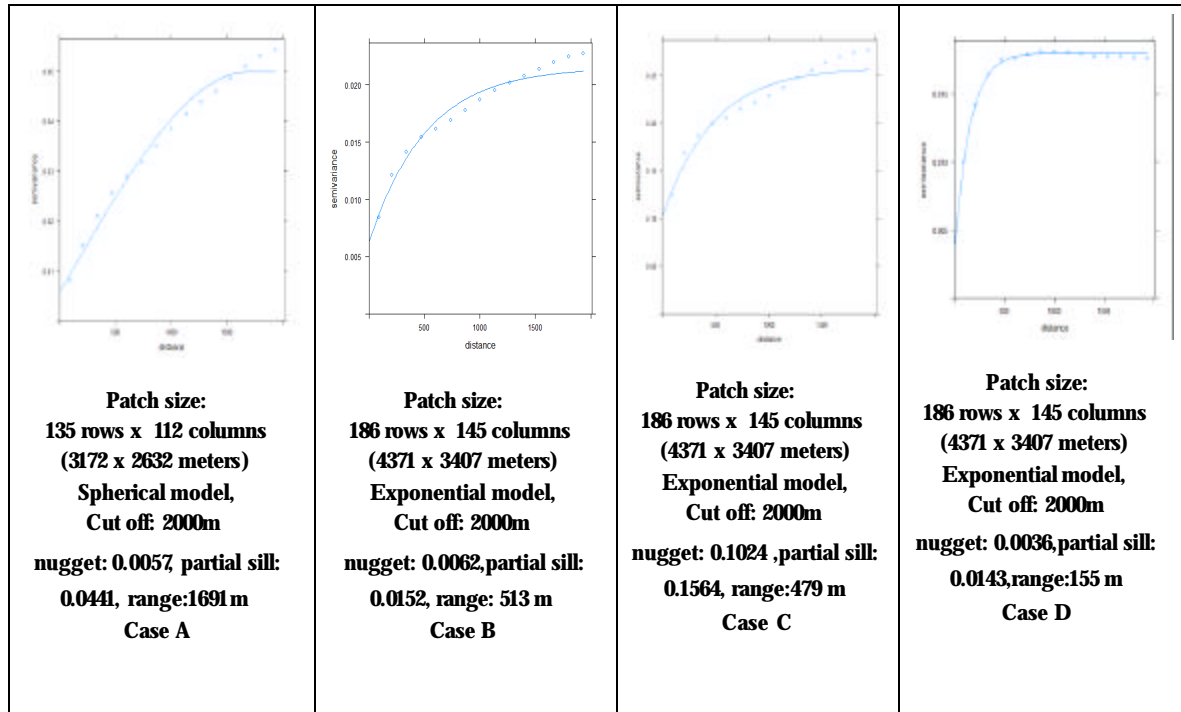 0.020
0.015
0.010
0.005
semivariance
500 1000 1500
distance
Patch size:
135 rows x 112 columns
(3172 x 2632 meters)
Spherical model,
Cut off: 2000m
nugget: 0.0057, partial sill:
0.0441, range:1691 m
Case A
Patch size:
186 rows x 145 columns
(4371 x 3407 meters)
Exponential model,
Cut off: 2000m
nugget: 0.0062,partial sill:
0.0152, range: 513 m
Case B
Patch size:
186 rows x 145 columns
(4371 x 3407 meters)
Exponential model,
Cut off: 2000m
nugget: 0.1024 ,partial sill:
0.1564, range:479 m
Case C
Patch size:
186 rows x 145 columns
(4371 x 3407 meters)
Exponential model,
Cut off: 2000m
nugget: 0.0036,partial sill:
0.0143,range:155 m
Case D